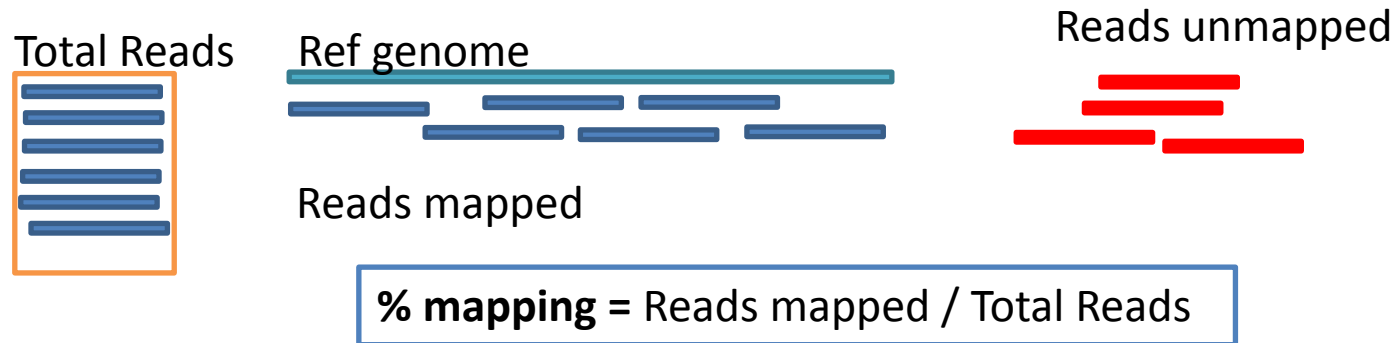 Total Reads
Ref genome
Reads unmapped
Reads mapped
% mapping = Reads mapped / Total Reads